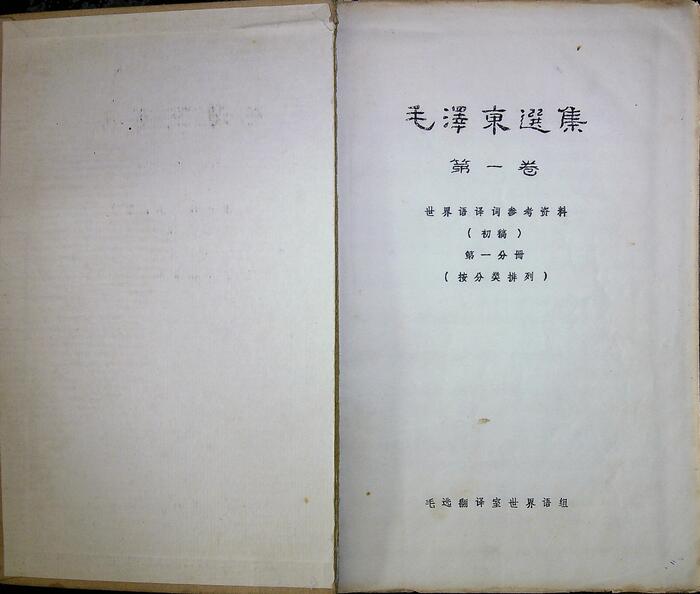 毛澤東選集
第一卷
世界语译词参考资料
(初稿)
第一分册
(按分类排列)
毛选翻译室世界语组